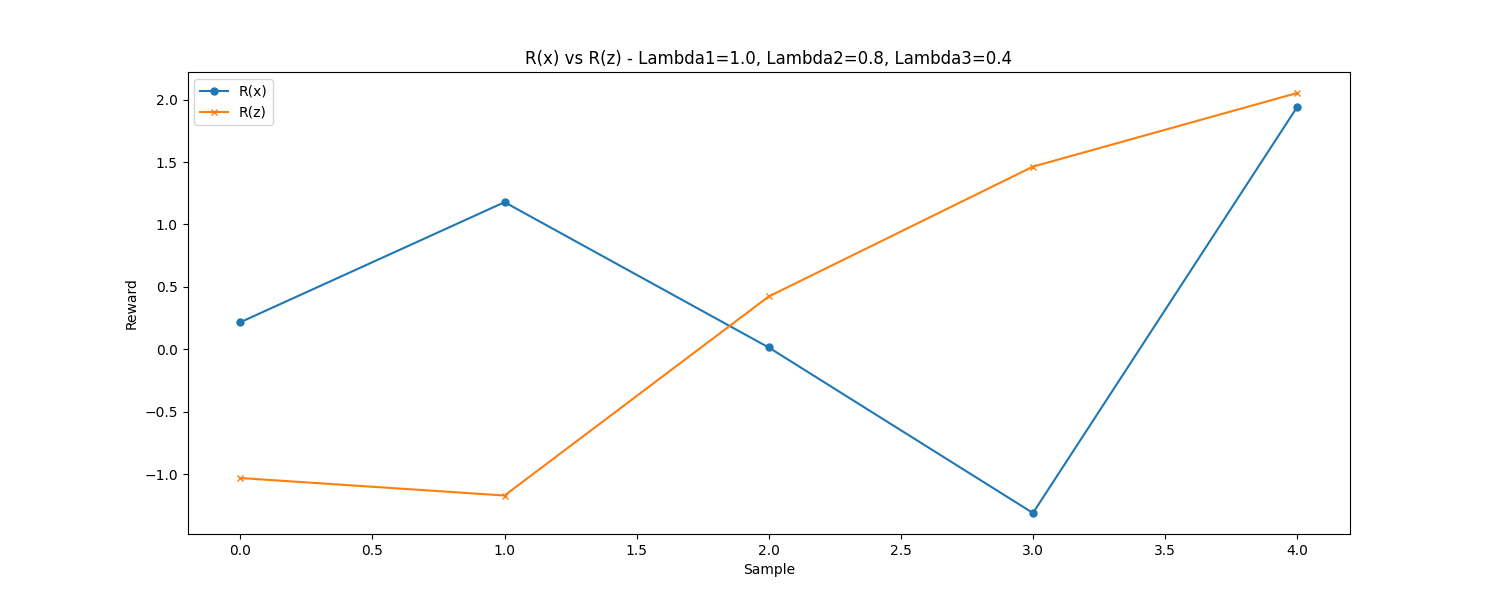 R(x) vs R(z) - Lambda1=1.0, Lambda2=0.8, Lambda3=0.4
R(x)
R(z)
Reward
2.0
1.5
1.0
0.5
0.0
−0.5
−1.0
0.0 0.5 1.0 1.5 2.0 2.5 3.0 3.5 4.0
Sample